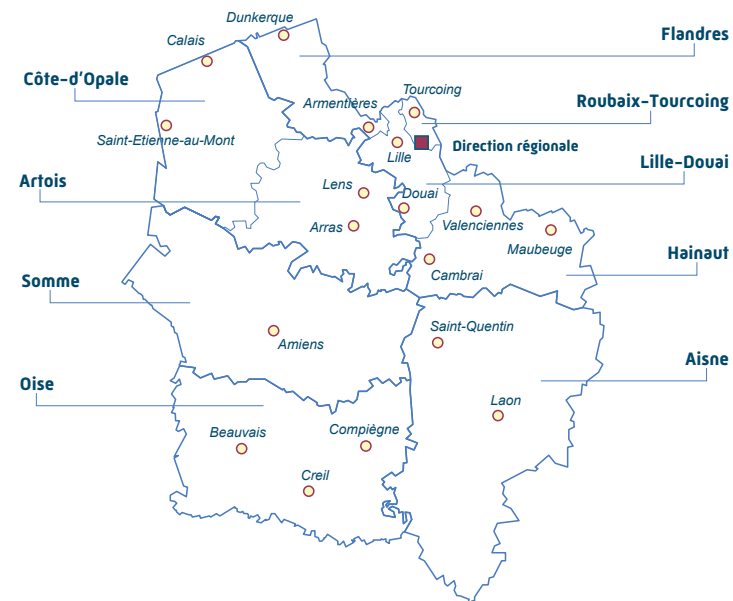 Dunkerque
Flandres
Calais
Côte-d'Opale
Tourcoing
Armentières
Roubaix-Tourcoing
Saint-Etienne-au-Mont
Direction régionale
Lille
Lille-Douai
Artois
Lens
Douai
Arras
Valenciennes
Maubeuge
Hainaut
Cambrai
Somme
Saint-Quentin
Amiens
Aisne
Oise
Laon
Beauvais
Compiègne
Creil